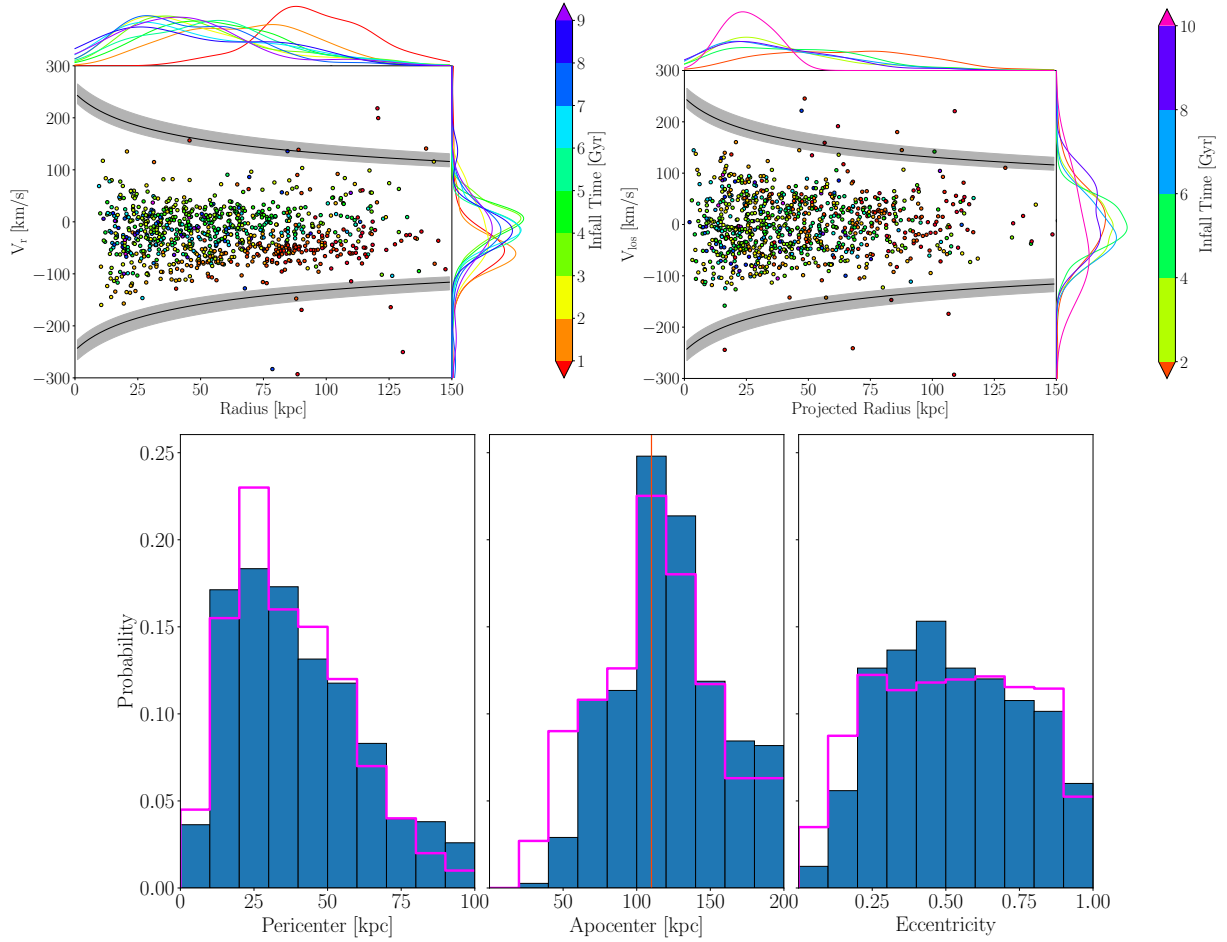 300
200
100
0
−100
−200
−300
V_r [km/s]
0 25 50 75 100 125 150
Radius [kpc]
9
8
7
6
5
4
3
2
1
Infall Time [Gyr]
300
200
100
0
−100
−200
−300
V_los [km/s]
0 25 50 75 100 125 150
Projected Radius [kpc]
10
8
6
4
2
Infall Time [Gyr]
0.25
0.20
0.15
0.10
0.05
0.00
Probability
0 25 50 75 100
Pericenter [kpc]
50 100 150 200
Apocenter [kpc]
0.25 0.50 0.75 1.00
Eccentricity